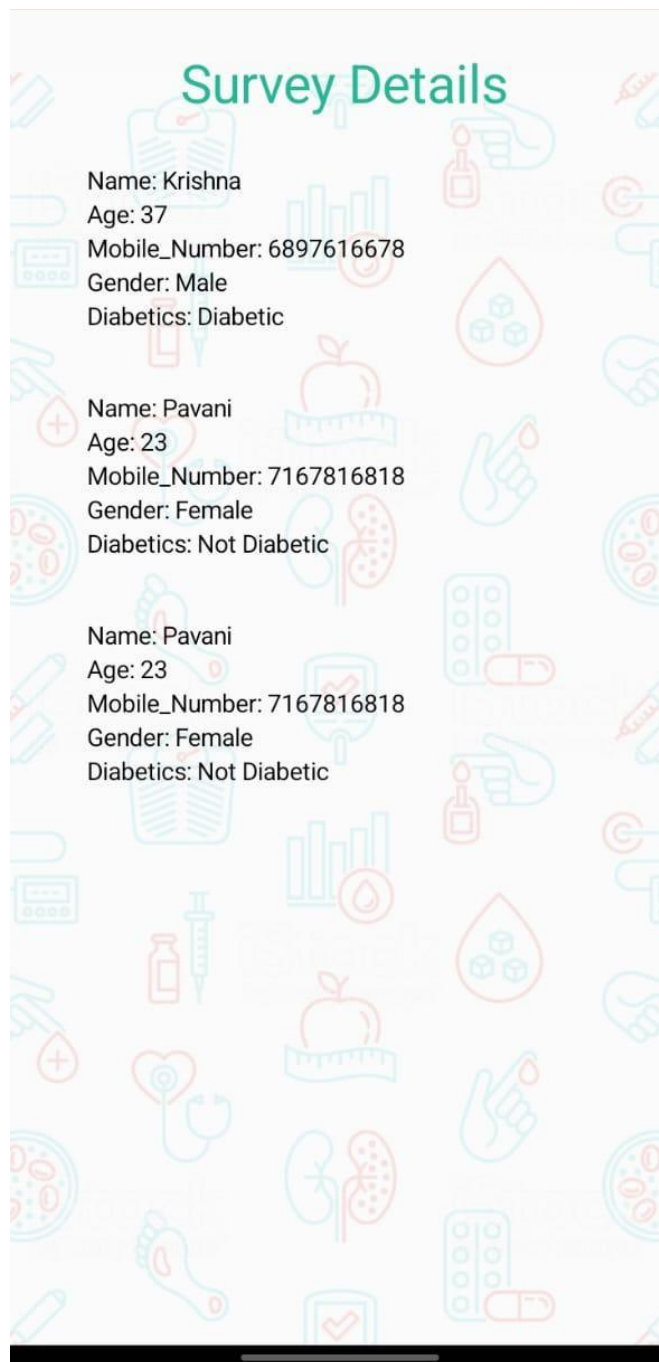 Survey Details
Name: Krishna
Age: 37
Mobile_Number: 6897616678
Gender: Male
Diabetics: Diabetic
Name: Pavani
Age: 23
Mobile_Number: 7167816818
Gender: Female
Diabetics: Not Diabetic
Name: Pavani
Age: 23
Mobile_Number: 7167816818
Gender: Female
Diabetics: Not Diabetic